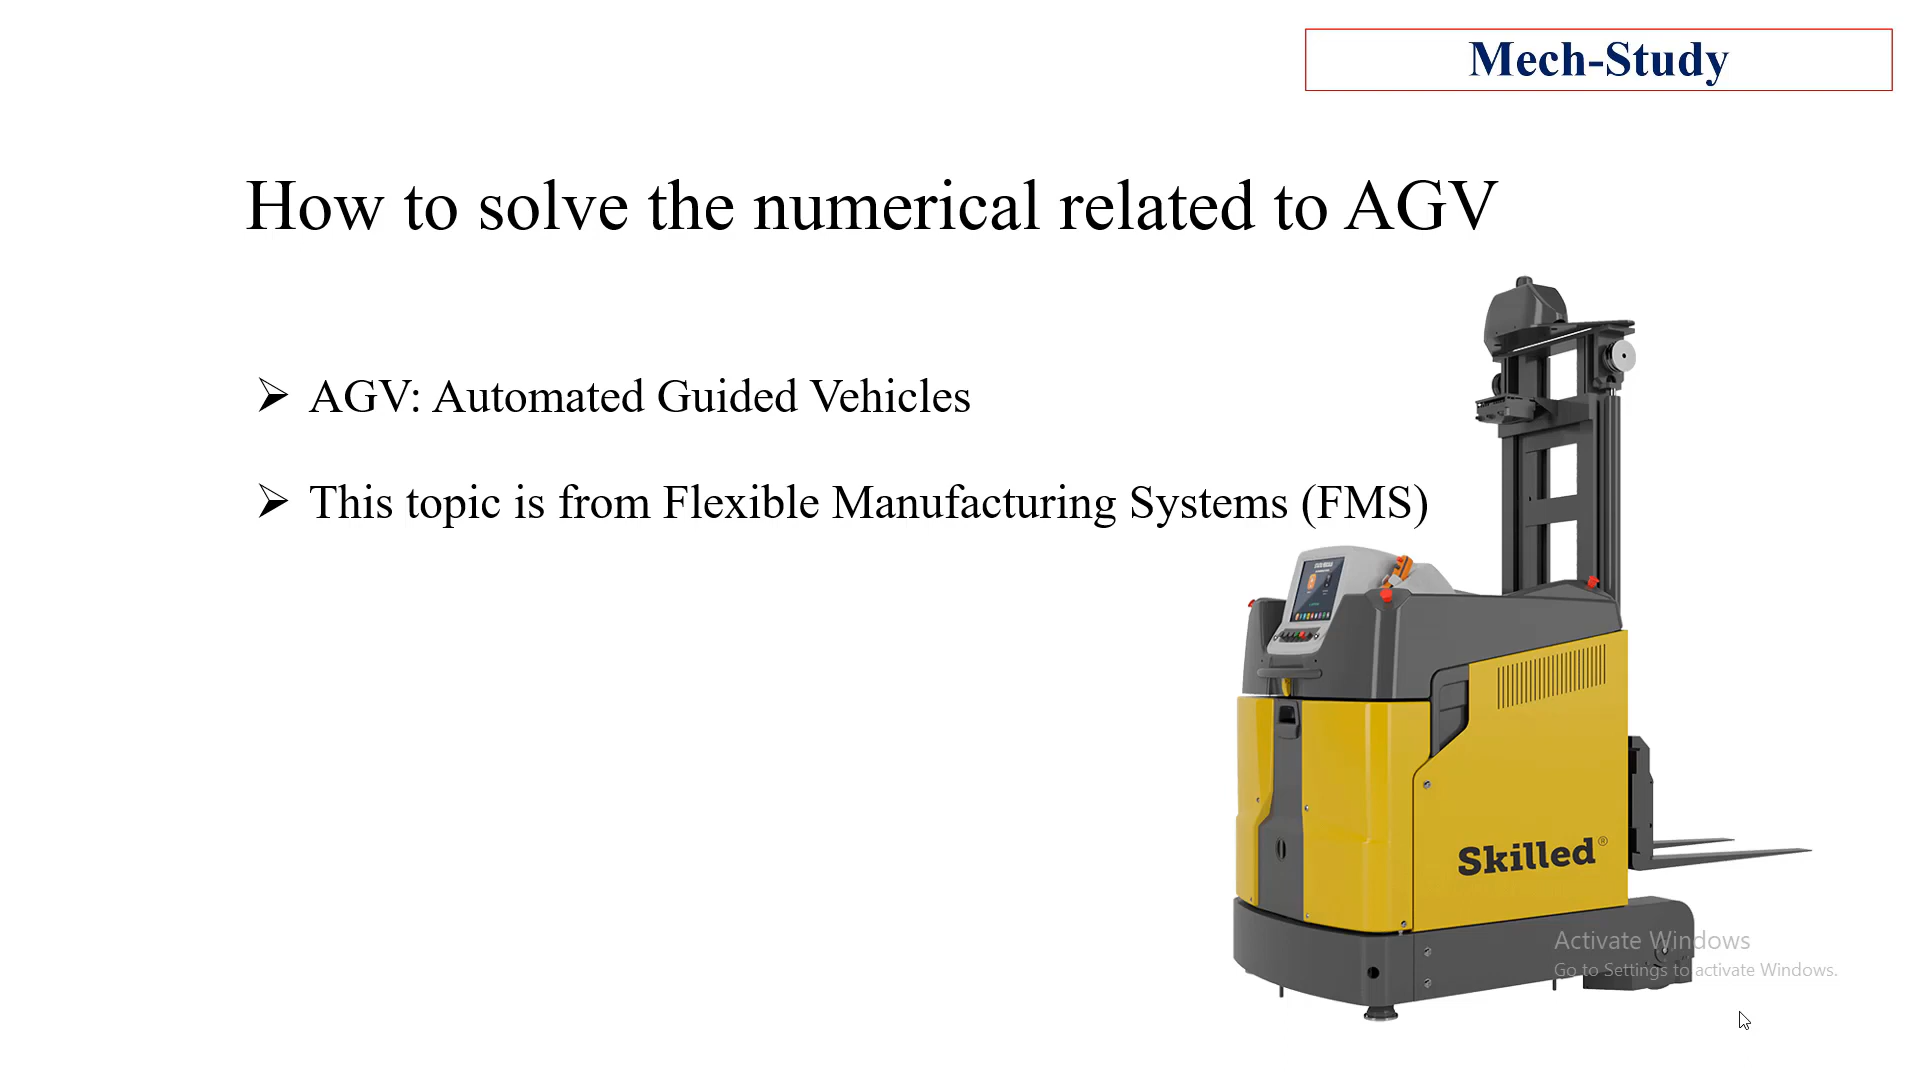 Mech-Study
How to solve the numerical related to AGV
➢ AGV: Automated Guided Vehicles
➢ This topic is from Flexible Manufacturing Systems (FMS)
Skilled®
Activate Windows
Go to Settings to activate Windows.